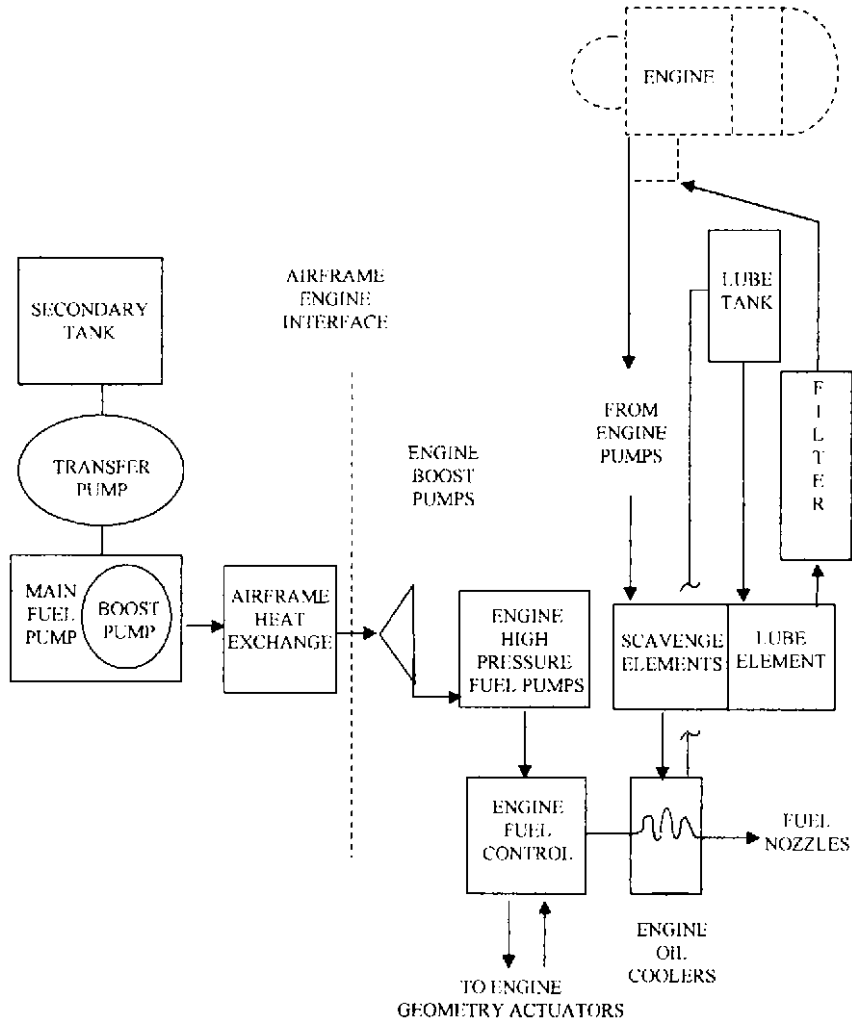 ENGINE
LUBE
TANK
SECONDARY
TANK
AIRFRAME
ENGINE
INTERFACE
F
I
L
T
E
R
FROM
ENGINE
PUMPS
TRANSFER
PUMP
ENGINE
BOOST
PUMPS
MAIN
FUEL
PUMP
BOOST
PUMP
AIRFRAME
HEAT
EXCHANGE
ENGINE
HIGH
PRESSURE
FUEL PUMPS
SCAVENGE
ELEMENTS
LUBE
ELEMENT
ENGINE
FUEL
CONTROL
FUEL
NOZZLES
ENGINE
OIL
COOLERS
TO ENGINE
GEOMETRY ACTUATORS